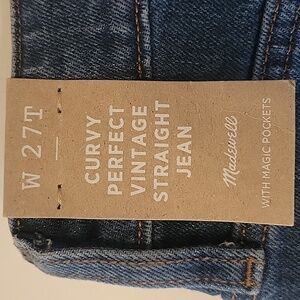 W 27T
CURVY
PERFECT
VINTAGE
STRAIGHT
JEAN
Madewell
WITH MAGIC POCKETS